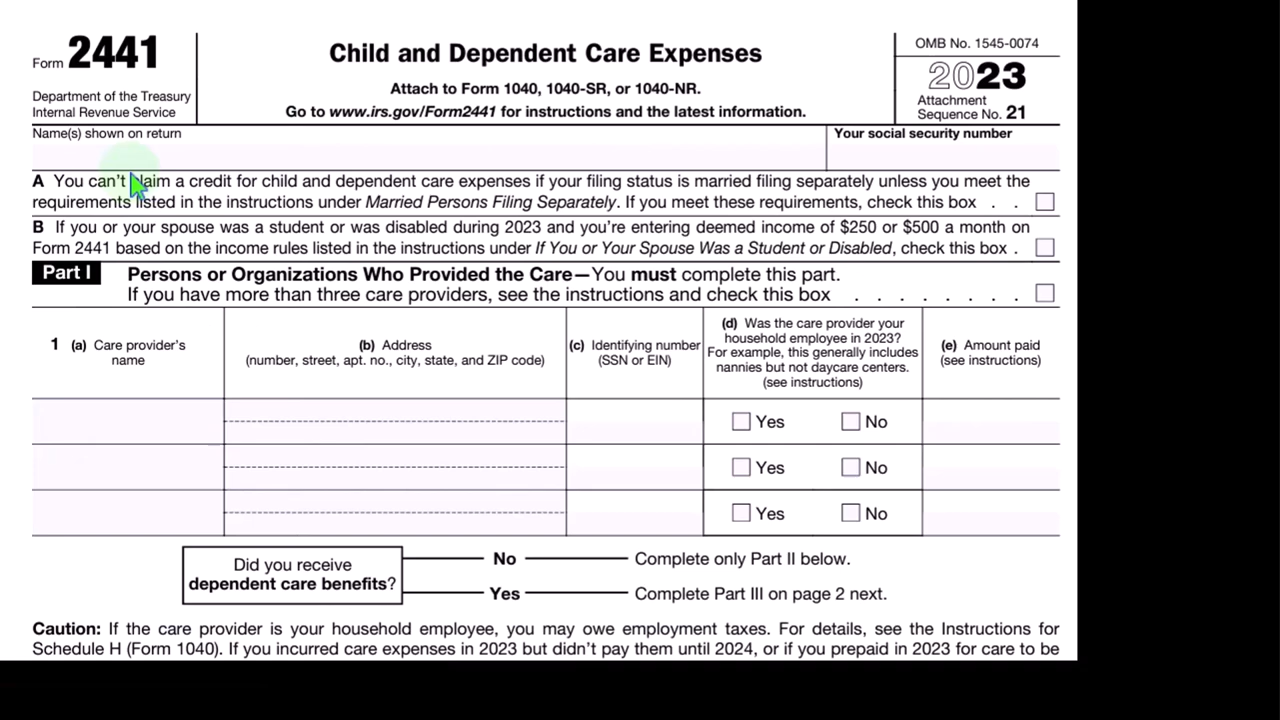 Form 2441
Department of the Treasury
Internal Revenue Service
Child and Dependent Care Expenses
Attach to Form 1040, 1040-SR, or 1040-NR.
Go to www.irs.gov/Form2441 for instructions and the latest information.
OMB No. 1545-0074
2023
Attachment
Sequence No. 21
Name(s) shown on return
Your social security number
A You can't claim a credit for child and dependent care expenses if your filing status is married filing separately unless you meet the
requirements listed in the instructions under Married Persons Filing Separately. If you meet these requirements, check this box . .
B If you or your spouse was a student or was disabled during 2023 and you're entering deemed income of $250 or $500 a month on
Form 2441 based on the income rules listed in the instructions under If You or Your Spouse Was a Student or Disabled, check this box .
Part I Persons or Organizations Who Provided the Care—You must complete this part.
If you have more than three care providers, see the instructions and check this box . . . . . . . .
1 (a) Care provider's
name
(b) Address
(number, street, apt. no., city, state, and ZIP code)
(c) Identifying number
(SSN or EIN)
(d) Was the care provider your
household employee in 2023?
For example, this generally includes
nannies but not daycare centers.
(see instructions)
(e) Amount paid
(see instructions)
Yes No
Yes No
Yes No
Did you receive
dependent care benefits?
No Complete only Part II below.
Yes Complete Part III on page 2 next.
Caution: If the care provider is your household employee, you may owe employment taxes. For details, see the Instructions for
Schedule H (Form 1040). If you incurred care expenses in 2023 but didn't pay them until 2024, or if you prepaid in 2023 for care to be